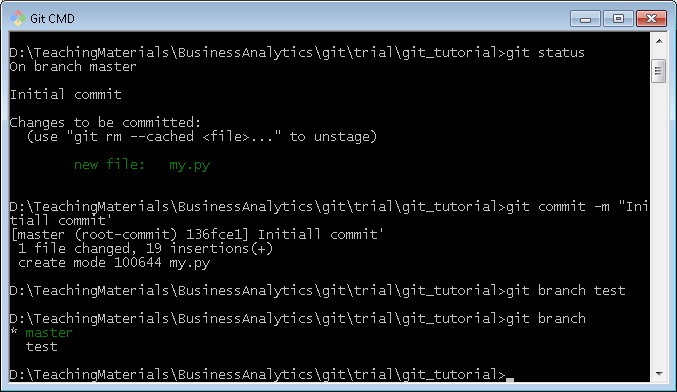 Git CMD
D:\TeachingMaterials\BusinessAnalytics\git\trial\git_tutorial>git status
On branch master
Initial commit
Changes to be committed:
  (use "git rm --cached <file>..." to unstage)
        new file:   my.py
D:\TeachingMaterials\BusinessAnalytics\git\trial\git_tutorial>git commit -m "Ini
tiall commit'
[master (root-commit) 136fce1] Initiall commit'
 1 file changed, 19 insertions(+)
 create mode 100644 my.py
D:\TeachingMaterials\BusinessAnalytics\git\trial\git_tutorial>git branch test
D:\TeachingMaterials\BusinessAnalytics\git\trial\git_tutorial>git branch
* master
  test
D:\TeachingMaterials\BusinessAnalytics\git\trial\git_tutorial>